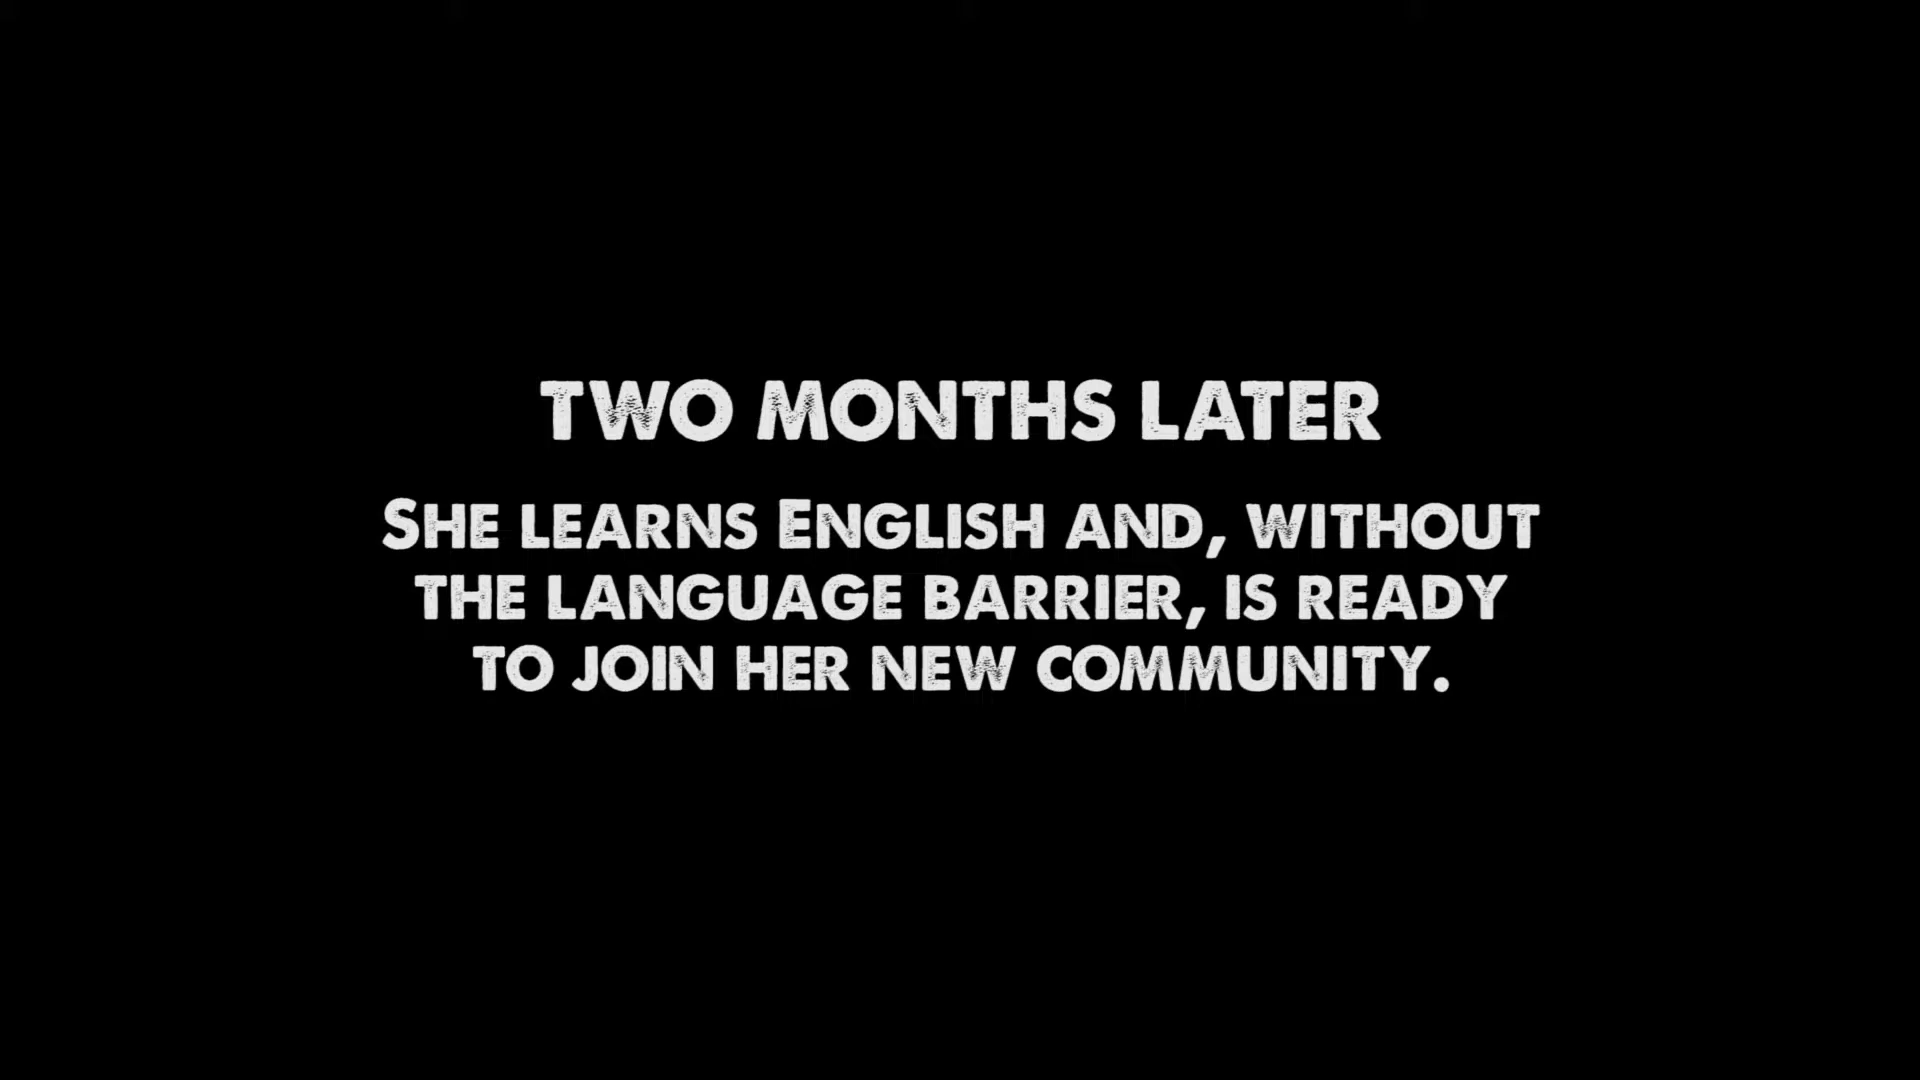 TWO MONTHS LATER
SHE LEARNS ENGLISH AND, WITHOUT
THE LANGUAGE BARRIER, IS READY
TO JOIN HER NEW COMMUNITY.